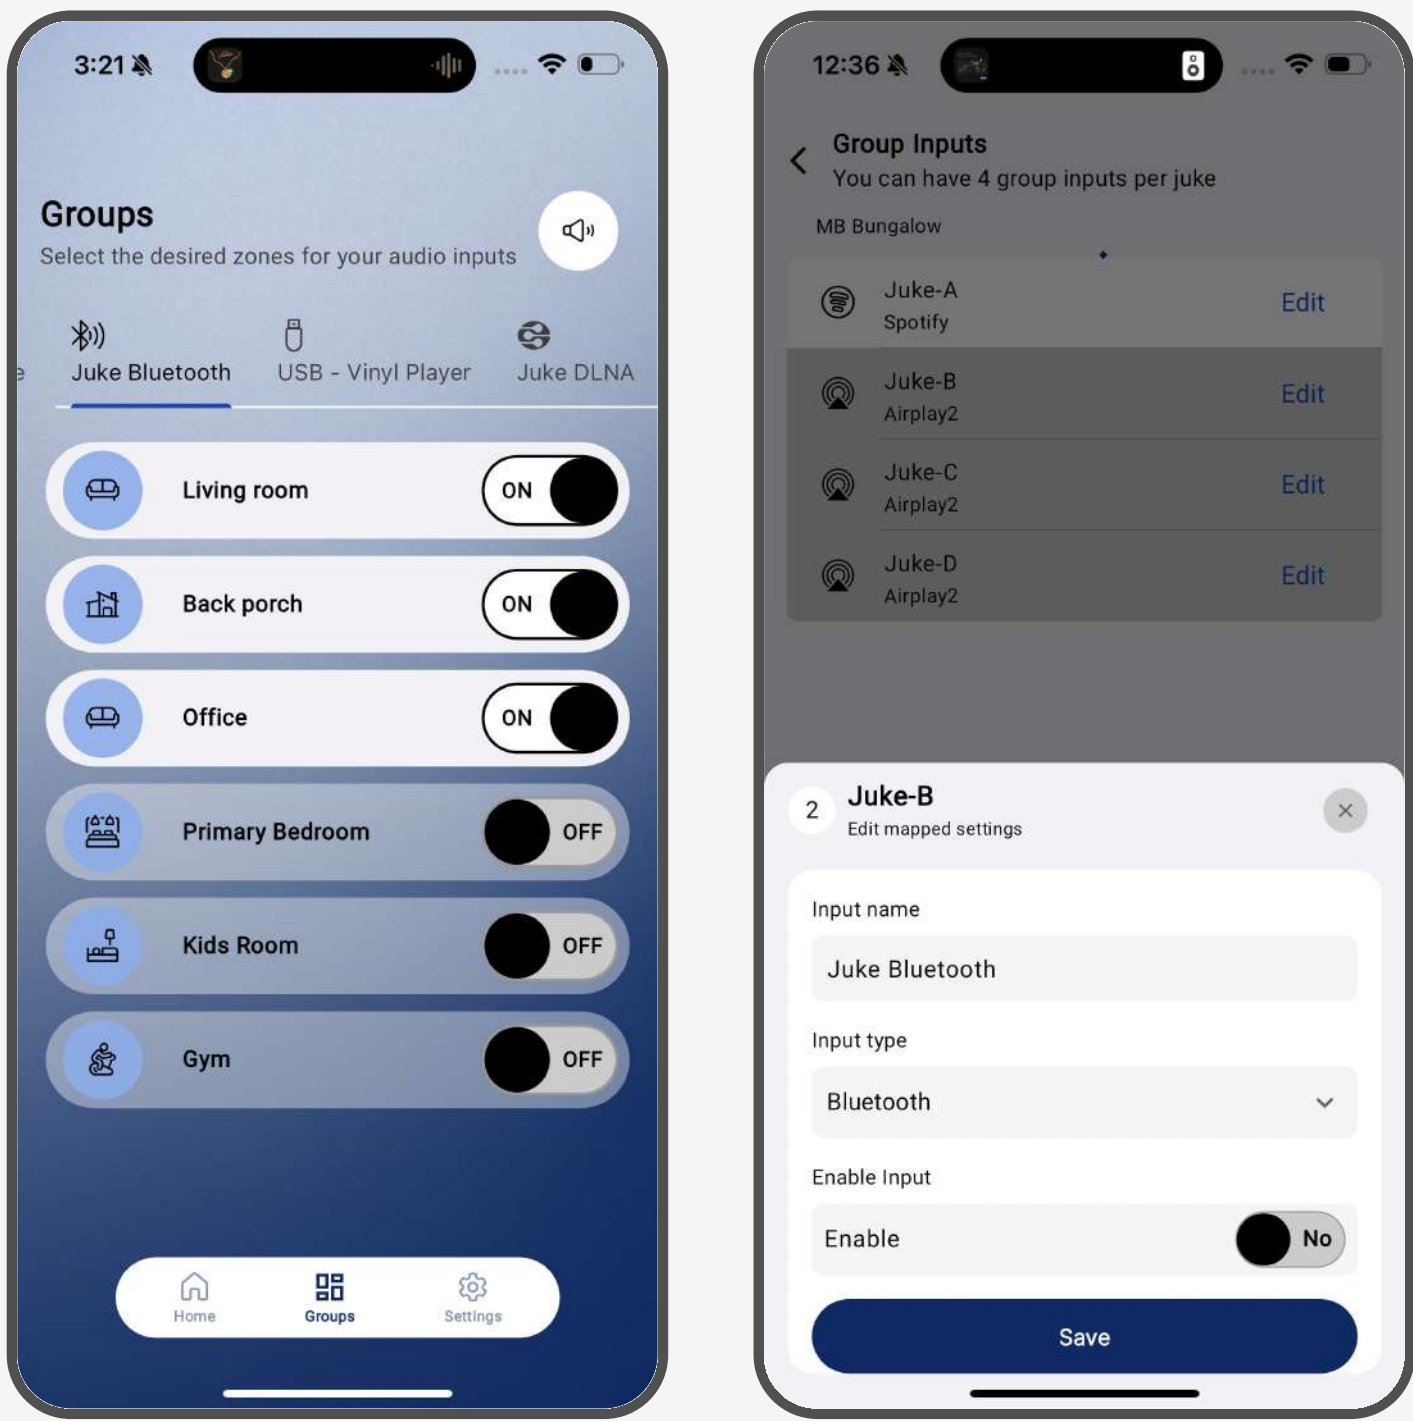 3:21
Groups
Select the desired zones for your audio inputs
e
Juke Bluetooth
USB - Vinyl Player
Juke DLNA
Living room
ON
Back porch
ON
Office
ON
Primary Bedroom
OFF
Kids Room
OFF
Gym
OFF
Home
Groups
Settings
12:36
Group Inputs
You can have 4 group inputs per juke
MB Bungalow
Juke-A
Spotify
Edit
Juke-B
Airplay2
Edit
Juke-C
Airplay2
Edit
Juke-D
Airplay2
Edit
2
Juke-B
Edit mapped settings
Input name
Juke Bluetooth
Input type
Bluetooth
Enable Input
Enable
No
Save